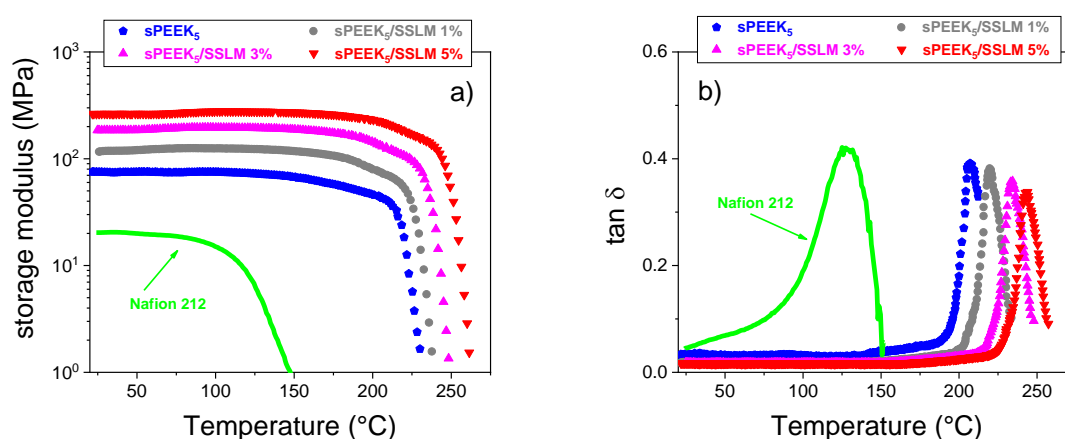 sPEEK₅ sPEEK₅/SSLM 1%
sPEEK₅/SSLM 3% sPEEK₅/SSLM 5%
a)
storage modulus (MPa)
10³
10²
10¹
10⁰
Nafion 212
50 100 150 200 250
Temperature (°C)
sPEEK₅ sPEEK₅/SSLM 1%
sPEEK₅/SSLM 3% sPEEK₅/SSLM 5%
b)
tan δ
0.6
0.4
0.2
0.0
Nafion 212
50 100 150 200 250
Temperature (°C)